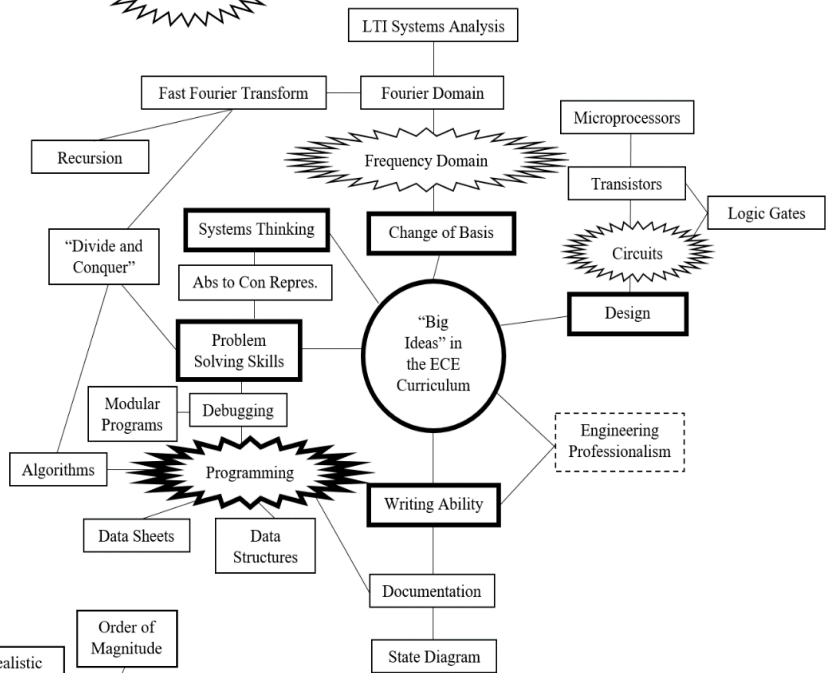 LTI Systems Analysis
Fast Fourier Transform
Fourier Domain
Microprocessors
Recursion
Frequency Domain
Transistors
Logic Gates
Systems Thinking
Change of Basis
“Divide and
Conquer”
Circuits
Abs to Con Repres.
Design
“Big
Ideas” in
the ECE
Curriculum
Problem
Solving Skills
Modular
Programs
Debugging
Engineering
Professionalism
Algorithms
Programming
Writing Ability
Data Sheets
Data
Structures
Documentation
Order of
Magnitude
State Diagram